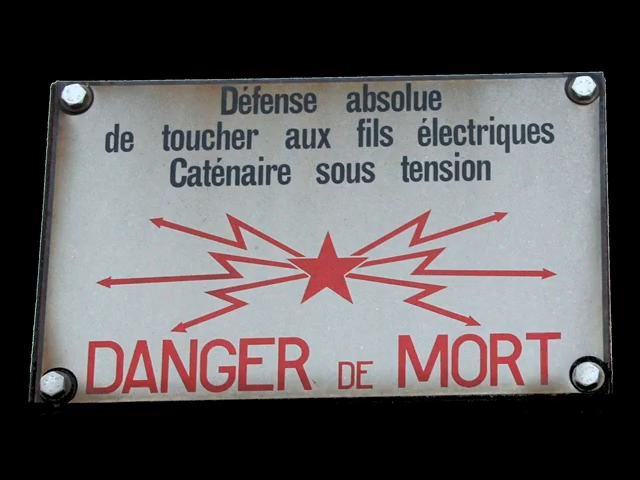 Défense absolue
de toucher aux fils électriques
Caténaire sous tension
DANGER DE MORT